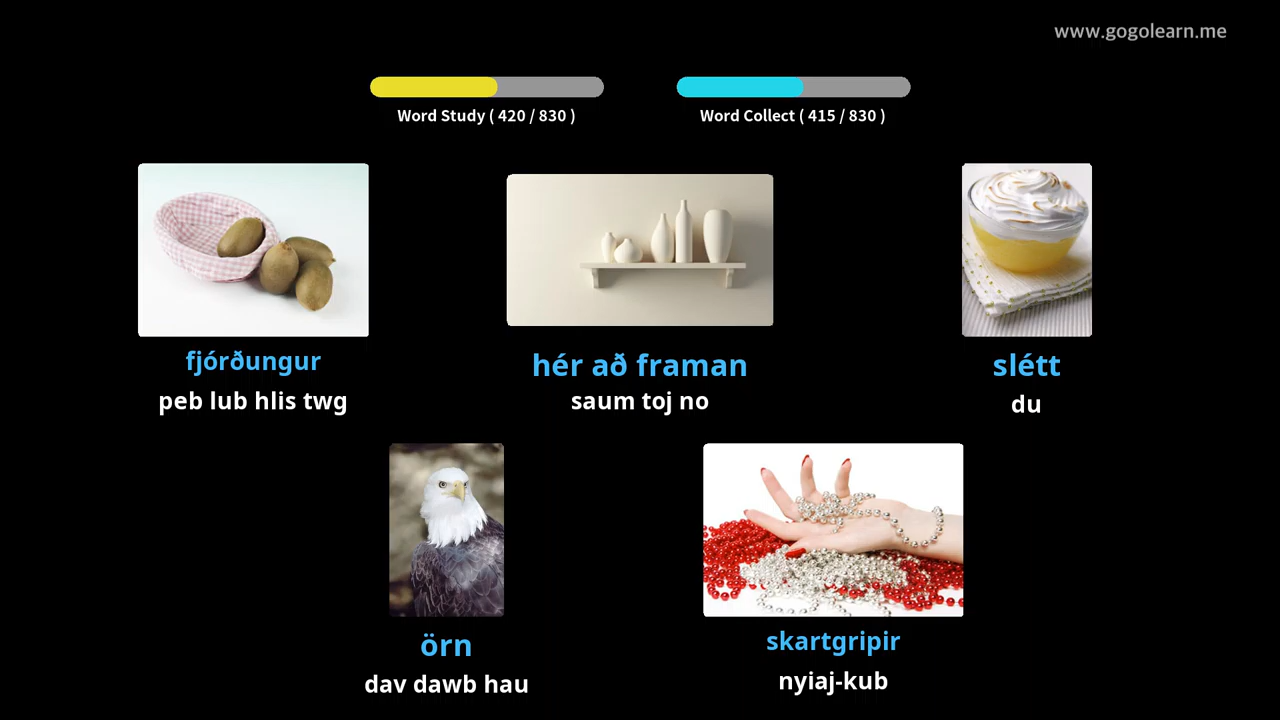 www.gogolearn.me
Word Study ( 420 / 830 )
Word Collect ( 415 / 830 )
fjórðungur
peb lub hlis twg
hér að framan
saum toj no
slétt
du
örn
dav dawb hau
skartgripir
nyiaj-kub